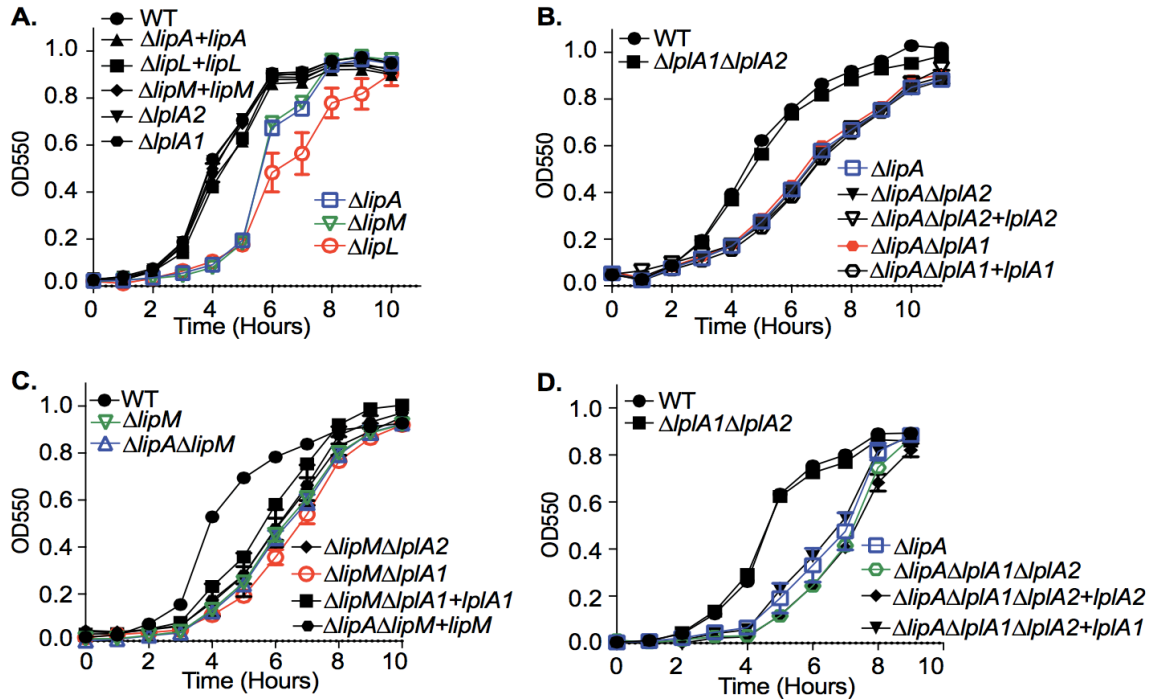 A.
WT
ΔlipA+lipA
ΔlipL+lipL
ΔlipM+lipM
ΔlplA2
ΔlplA1
1.0
0.8
0.6
0.4
0.2
0.0
OD550
ΔlipA
ΔlipM
ΔlipL
0 2 4 6 8 10
Time (Hours)
B.
WT
ΔlplA1ΔlplA2
1.0
0.8
0.6
0.4
0.2
0.0
OD550
ΔlipA
ΔlipAΔlplA2
ΔlipAΔlplA2+lplA2
ΔlipAΔlplA1
ΔlipAΔlplA1+lplA1
0 2 4 6 8 10
Time (Hours)
C.
WT
ΔlipM
ΔlipAΔlipM
1.0
0.8
0.6
0.4
0.2
0.0
OD550
ΔlipMΔlplA2
ΔlipMΔlplA1
ΔlipMΔlplA1+lplA1
ΔlipAΔlipM+lipM
0 2 4 6 8 10
Time (Hours)
D.
WT
ΔlplA1ΔlplA2
1.0
0.8
0.6
0.4
0.2
0.0
OD550
ΔlipA
ΔlipAΔlplA1ΔlplA2
ΔlipAΔlplA1ΔlplA2+lplA2
ΔlipAΔlplA1ΔlplA2+lplA1
0 2 4 6 8 10
Time (Hours)